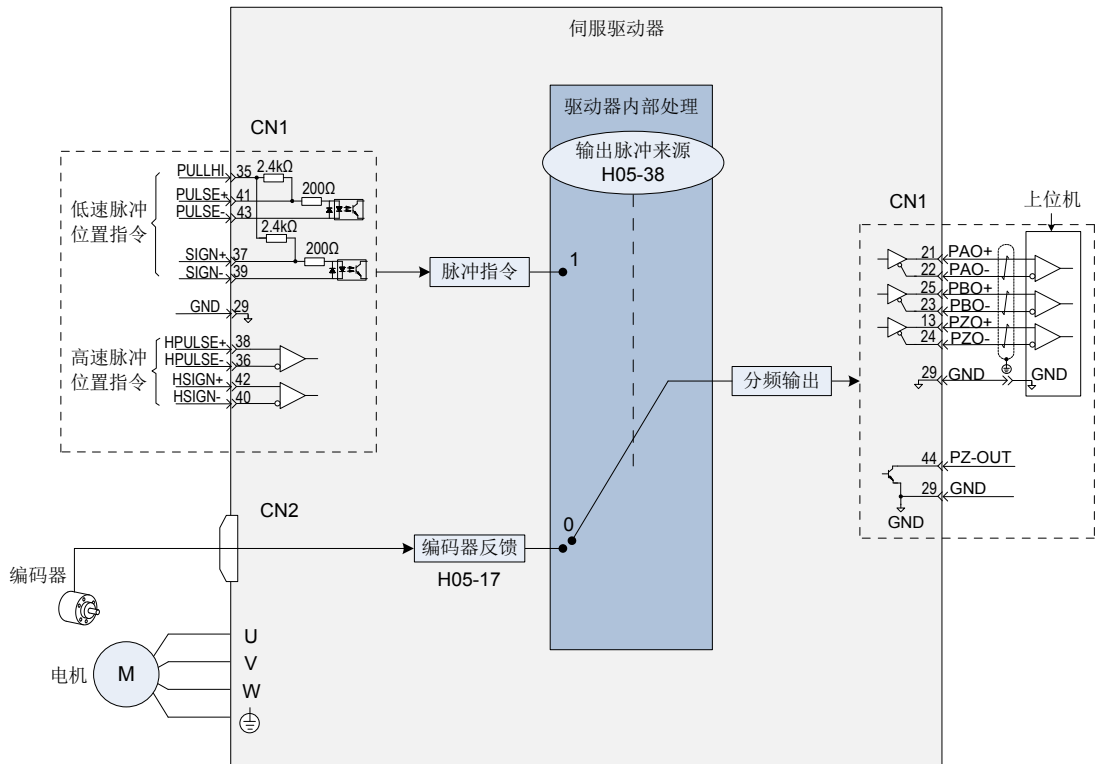 伺服驱动器
驱动器内部处理
输出脉冲来源
H05-38
CN1
PULLHI 35 2.4kΩ
PULSE+ 41 200Ω
PULSE- 43
2.4kΩ
SIGN+ 37 200Ω
SIGN- 39
低速脉冲
位置指令
GND 29
高速脉冲
位置指令
HPULSE+ 38
HPULSE- 36
HSIGN+ 42
HSIGN- 40
脉冲指令
1
CN2
编码器
编码器反馈
H05-17
0
电机
M
U
V
W
分频输出
CN1
上位机
21 PAO+
22 PAO-
25 PBO+
23 PBO-
13 PZO+
24 PZO-
29 GND GND
44 PZ-OUT
29 GND
GND